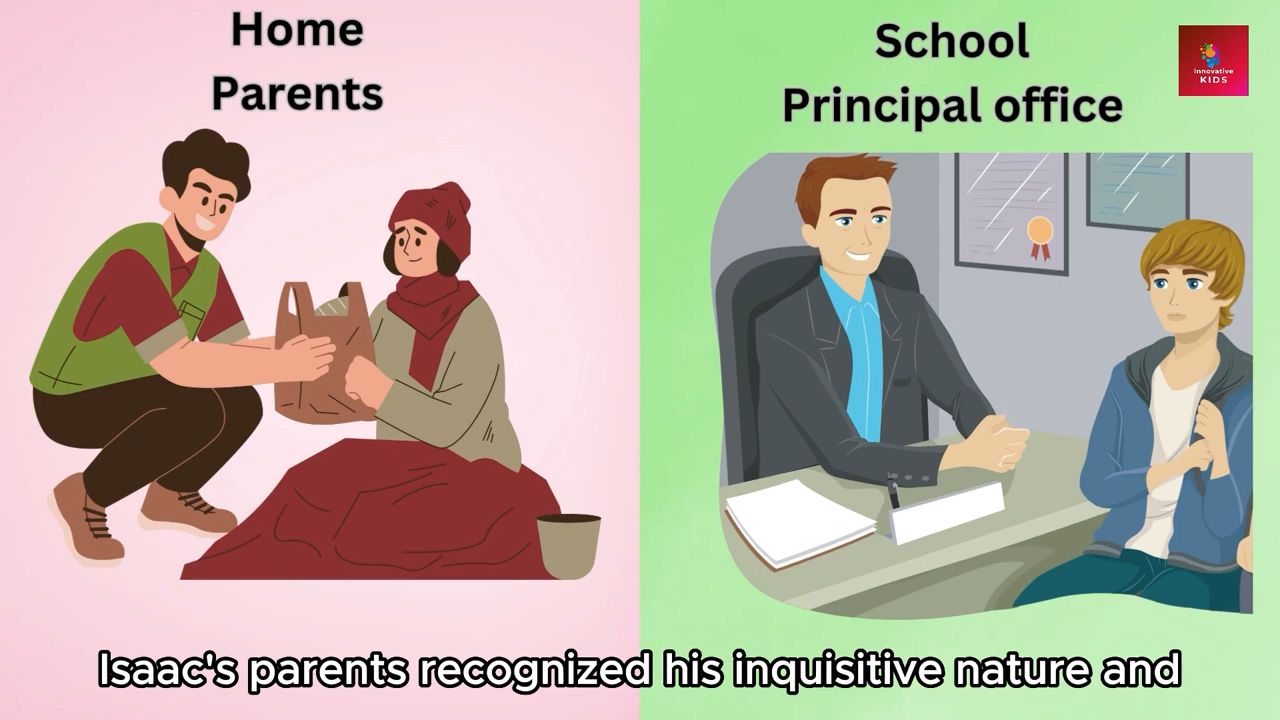 Home
Parents
School
Principal office
Innovative
KIDS
Isaac's parents recognized his inquisitive nature and